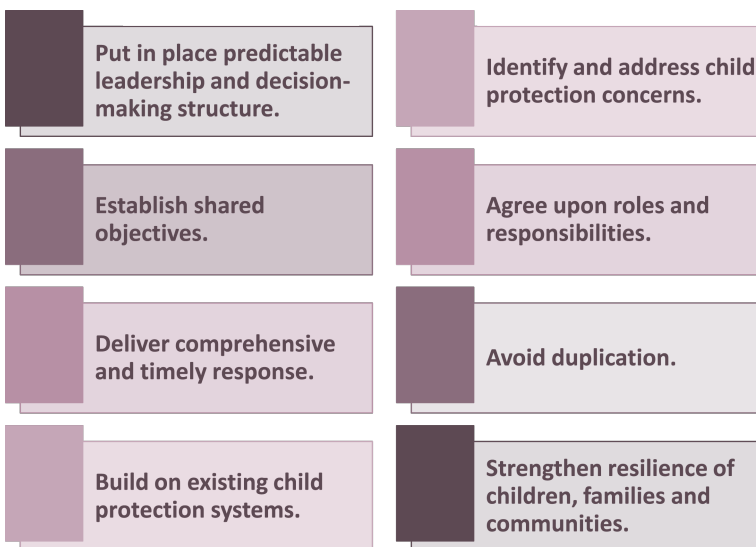 Put in place predictable
leadership and decision-
making structure.
Identify and address child
protection concerns.
Establish shared
objectives.
Agree upon roles and
responsibilities.
Deliver comprehensive
and timely response.
Avoid duplication.
Build on existing child
protection systems.
Strengthen resilience of
children, families and
communities.